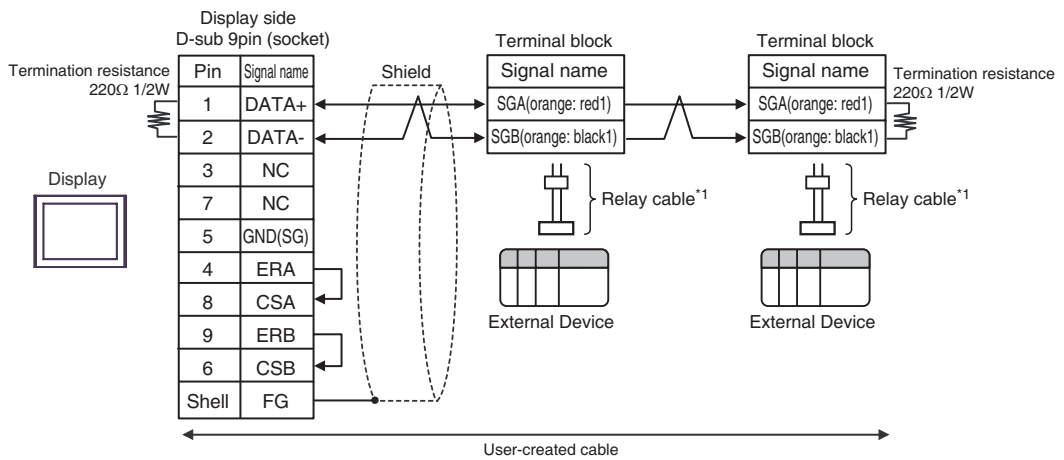 Display side
D-sub 9pin (socket)
Termination resistance
220Ω 1/2W
Pin Signal name
1 DATA+
2 DATA-
3 NC
7 NC
5 GND(SG)
4 ERA
8 CSA
9 ERB
6 CSB
Shell FG
Display
Shield
Terminal block
Signal name
SGA(orange: red1)
SGB(orange: black1)
Relay cable*1
External Device
Terminal block
Signal name
SGA(orange: red1)
SGB(orange: black1)
Termination resistance
220Ω 1/2W
Relay cable*1
External Device
User-created cable